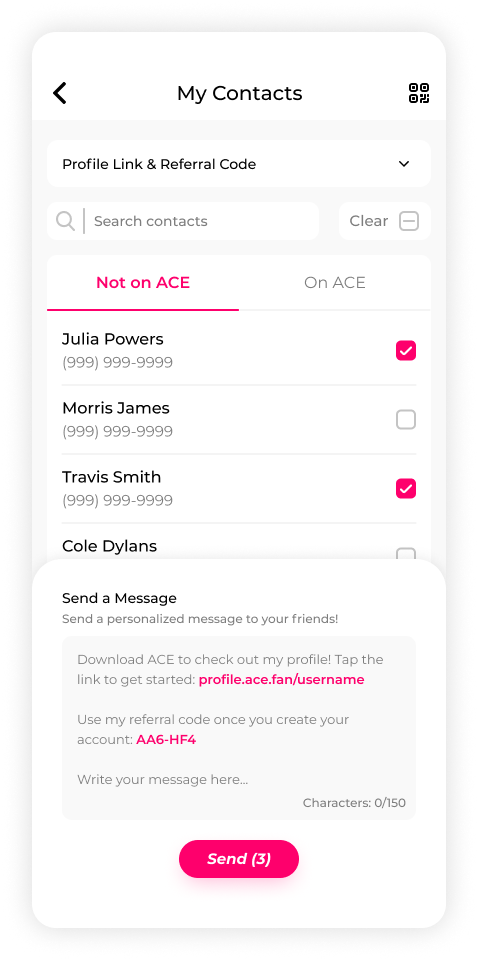 My Contacts
Profile Link & Referral Code
Search contacts
Clear
Not on ACE
On ACE
Julia Powers
(999) 999-9999
Morris James
(999) 999-9999
Travis Smith
(999) 999-9999
Cole Dylans
Send a Message
Send a personalized message to your friends!
Download ACE to check out my profile! Tap the
link to get started: profile.ace.fan/username
Use my referral code once you create your
account: AA6-HF4
Write your message here...
Characters: 0/150
Send (3)